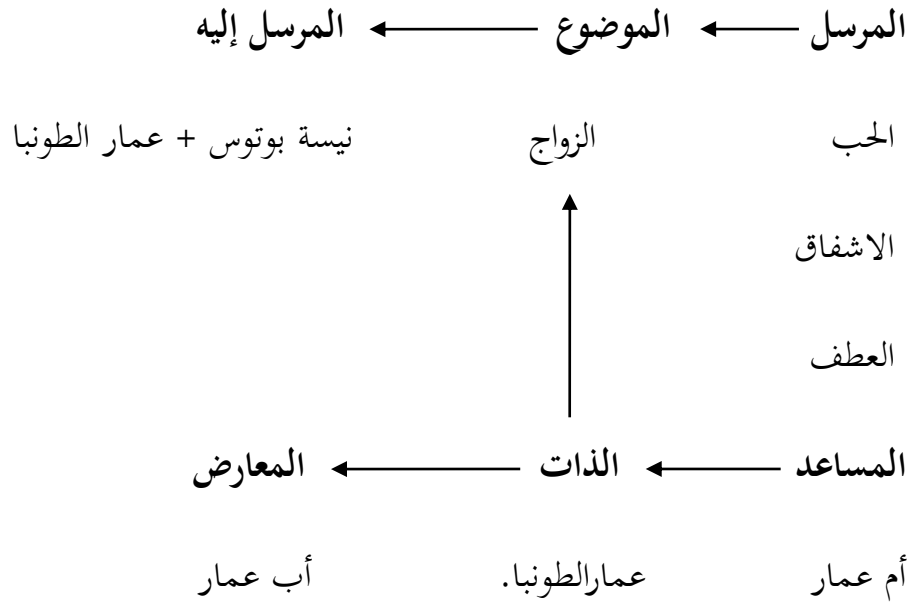 المرسل الموضوع المرسل إليه
الحب الزواج نيسة بوتوس + عمار الطونبا
الاشفاق
العطف
المساعد الذات المعارض
أم عمار عمارالطونبا. أب عمار